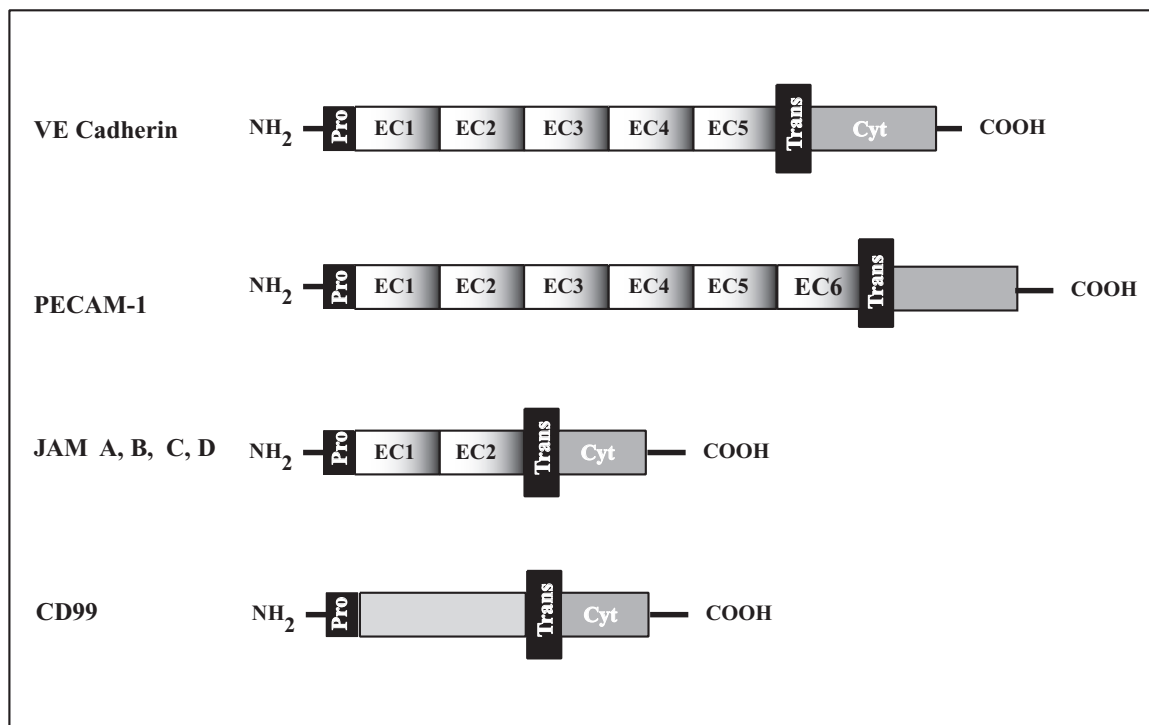 VE Cadherin NH2 Pro EC1 EC2 EC3 EC4 EC5 Trans Cyt COOH
PECAM-1 NH2 Pro EC1 EC2 EC3 EC4 EC5 EC6 Trans COOH
JAM A, B, C, D NH2 Pro EC1 EC2 Trans Cyt COOH
CD99 NH2 Pro Trans Cyt COOH